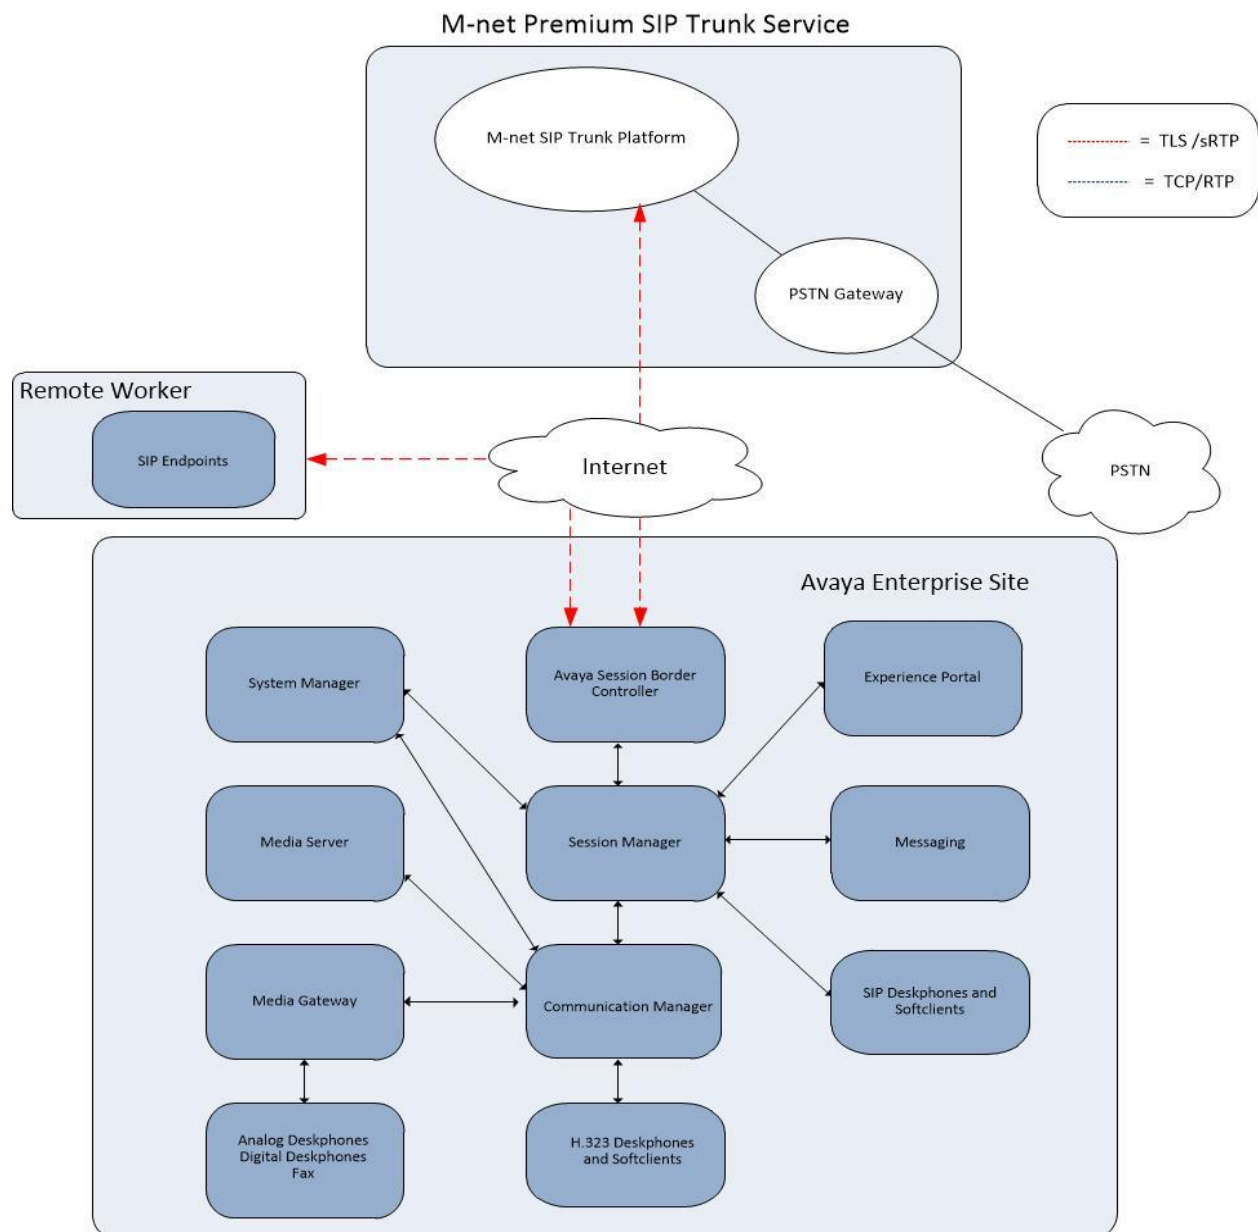 M-net Premium SIP Trunk Service
M-net SIP Trunk Platform
= TLS /sRTP
= TCP/RTP
PSTN Gateway
Remote Worker
SIP Endpoints
Internet
PSTN
Avaya Enterprise Site
System Manager
Avaya Session Border
Controller
Experience Portal
Media Server
Session Manager
Messaging
Media Gateway
Communication Manager
SIP Deskphones and
Softclients
Analog Deskphones
Digital Deskphones
Fax
H.323 Deskphones
and Softclients